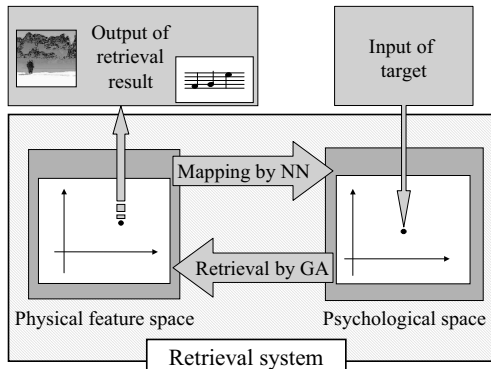 Output of
retrieval
result
Input of
target
Mapping by NN
Retrieval by GA
Physical feature space
Psychological space
Retrieval system